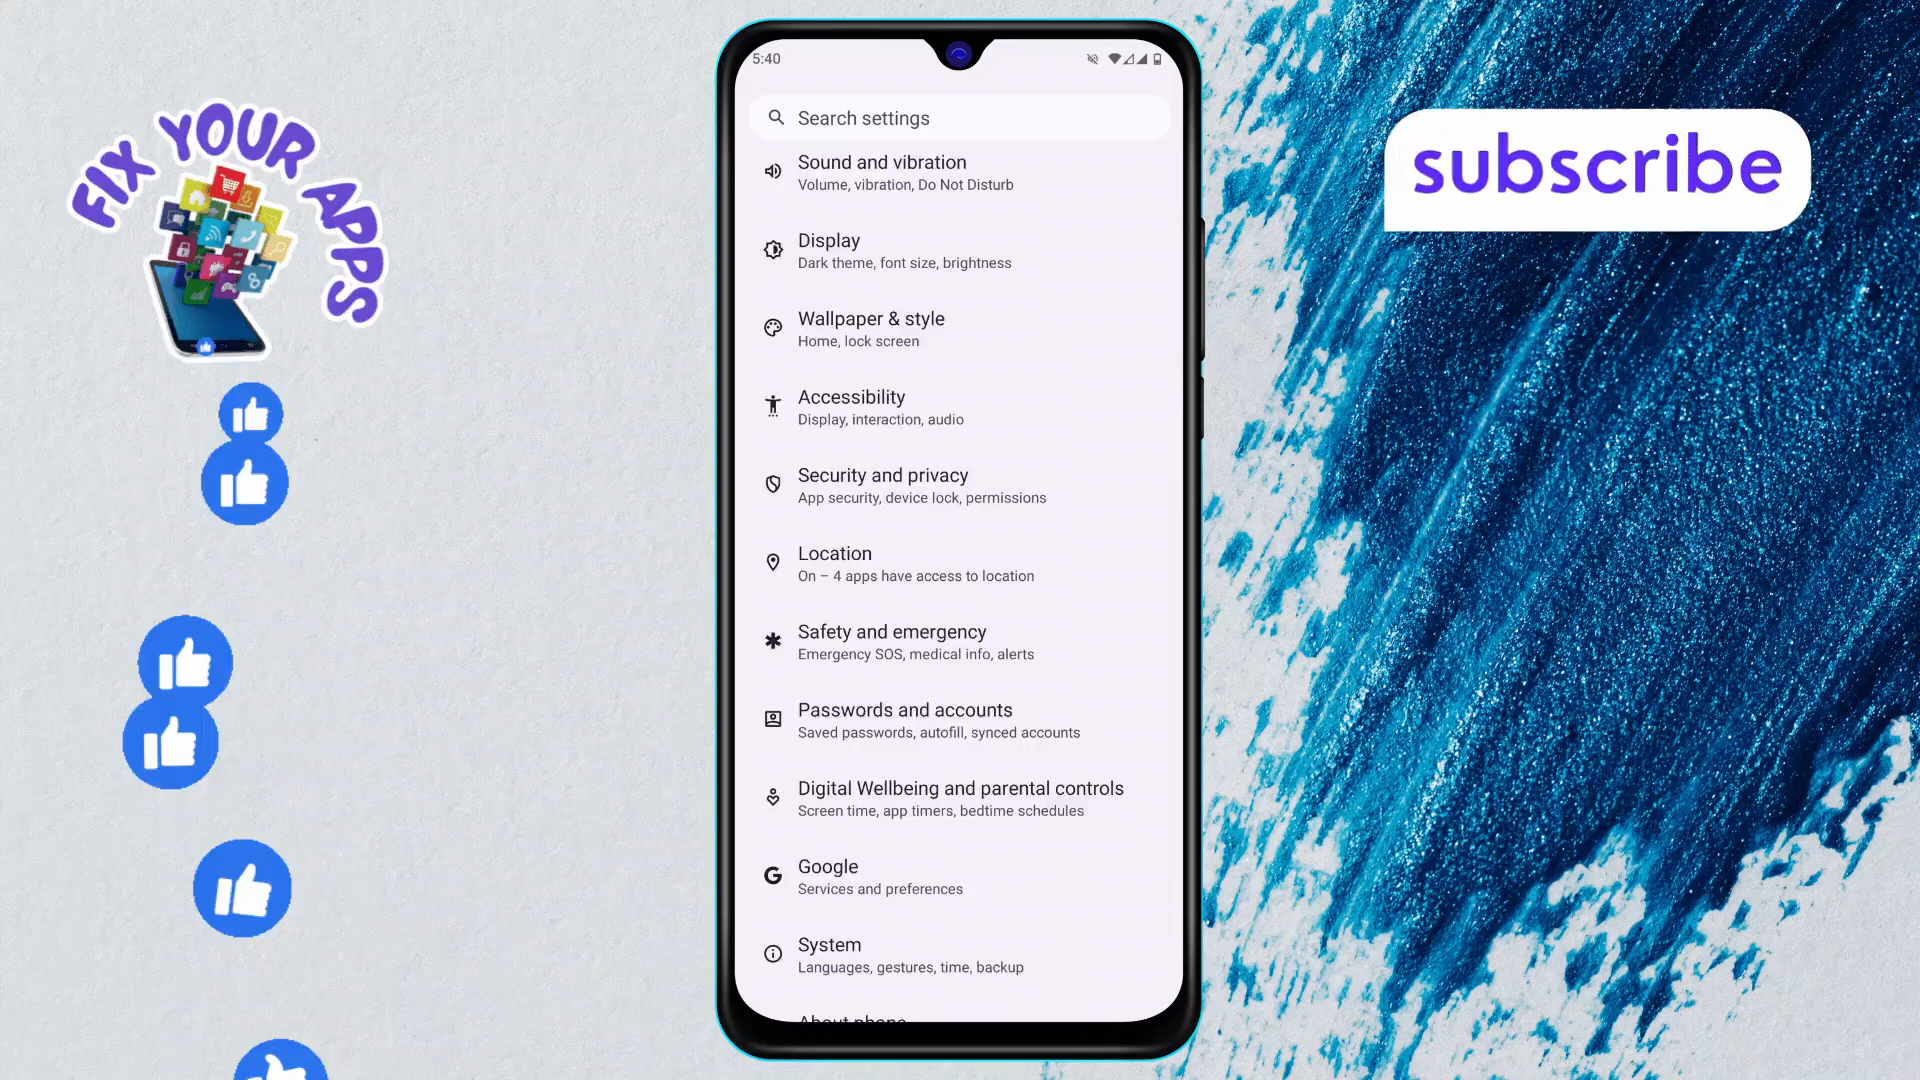 FIX YOUR APPS
subscribe
5:40
Search settings
Sound and vibration
Volume, vibration, Do Not Disturb
Display
Dark theme, font size, brightness
Wallpaper & style
Home, lock screen
Accessibility
Display, interaction, audio
Security and privacy
App security, device lock, permissions
Location
On – 4 apps have access to location
Safety and emergency
Emergency SOS, medical info, alerts
Passwords and accounts
Saved passwords, autofill, synced accounts
Digital Wellbeing and parental controls
Screen time, app timers, bedtime schedules
Google
Services and preferences
System
Languages, gestures, time, backup
About phone